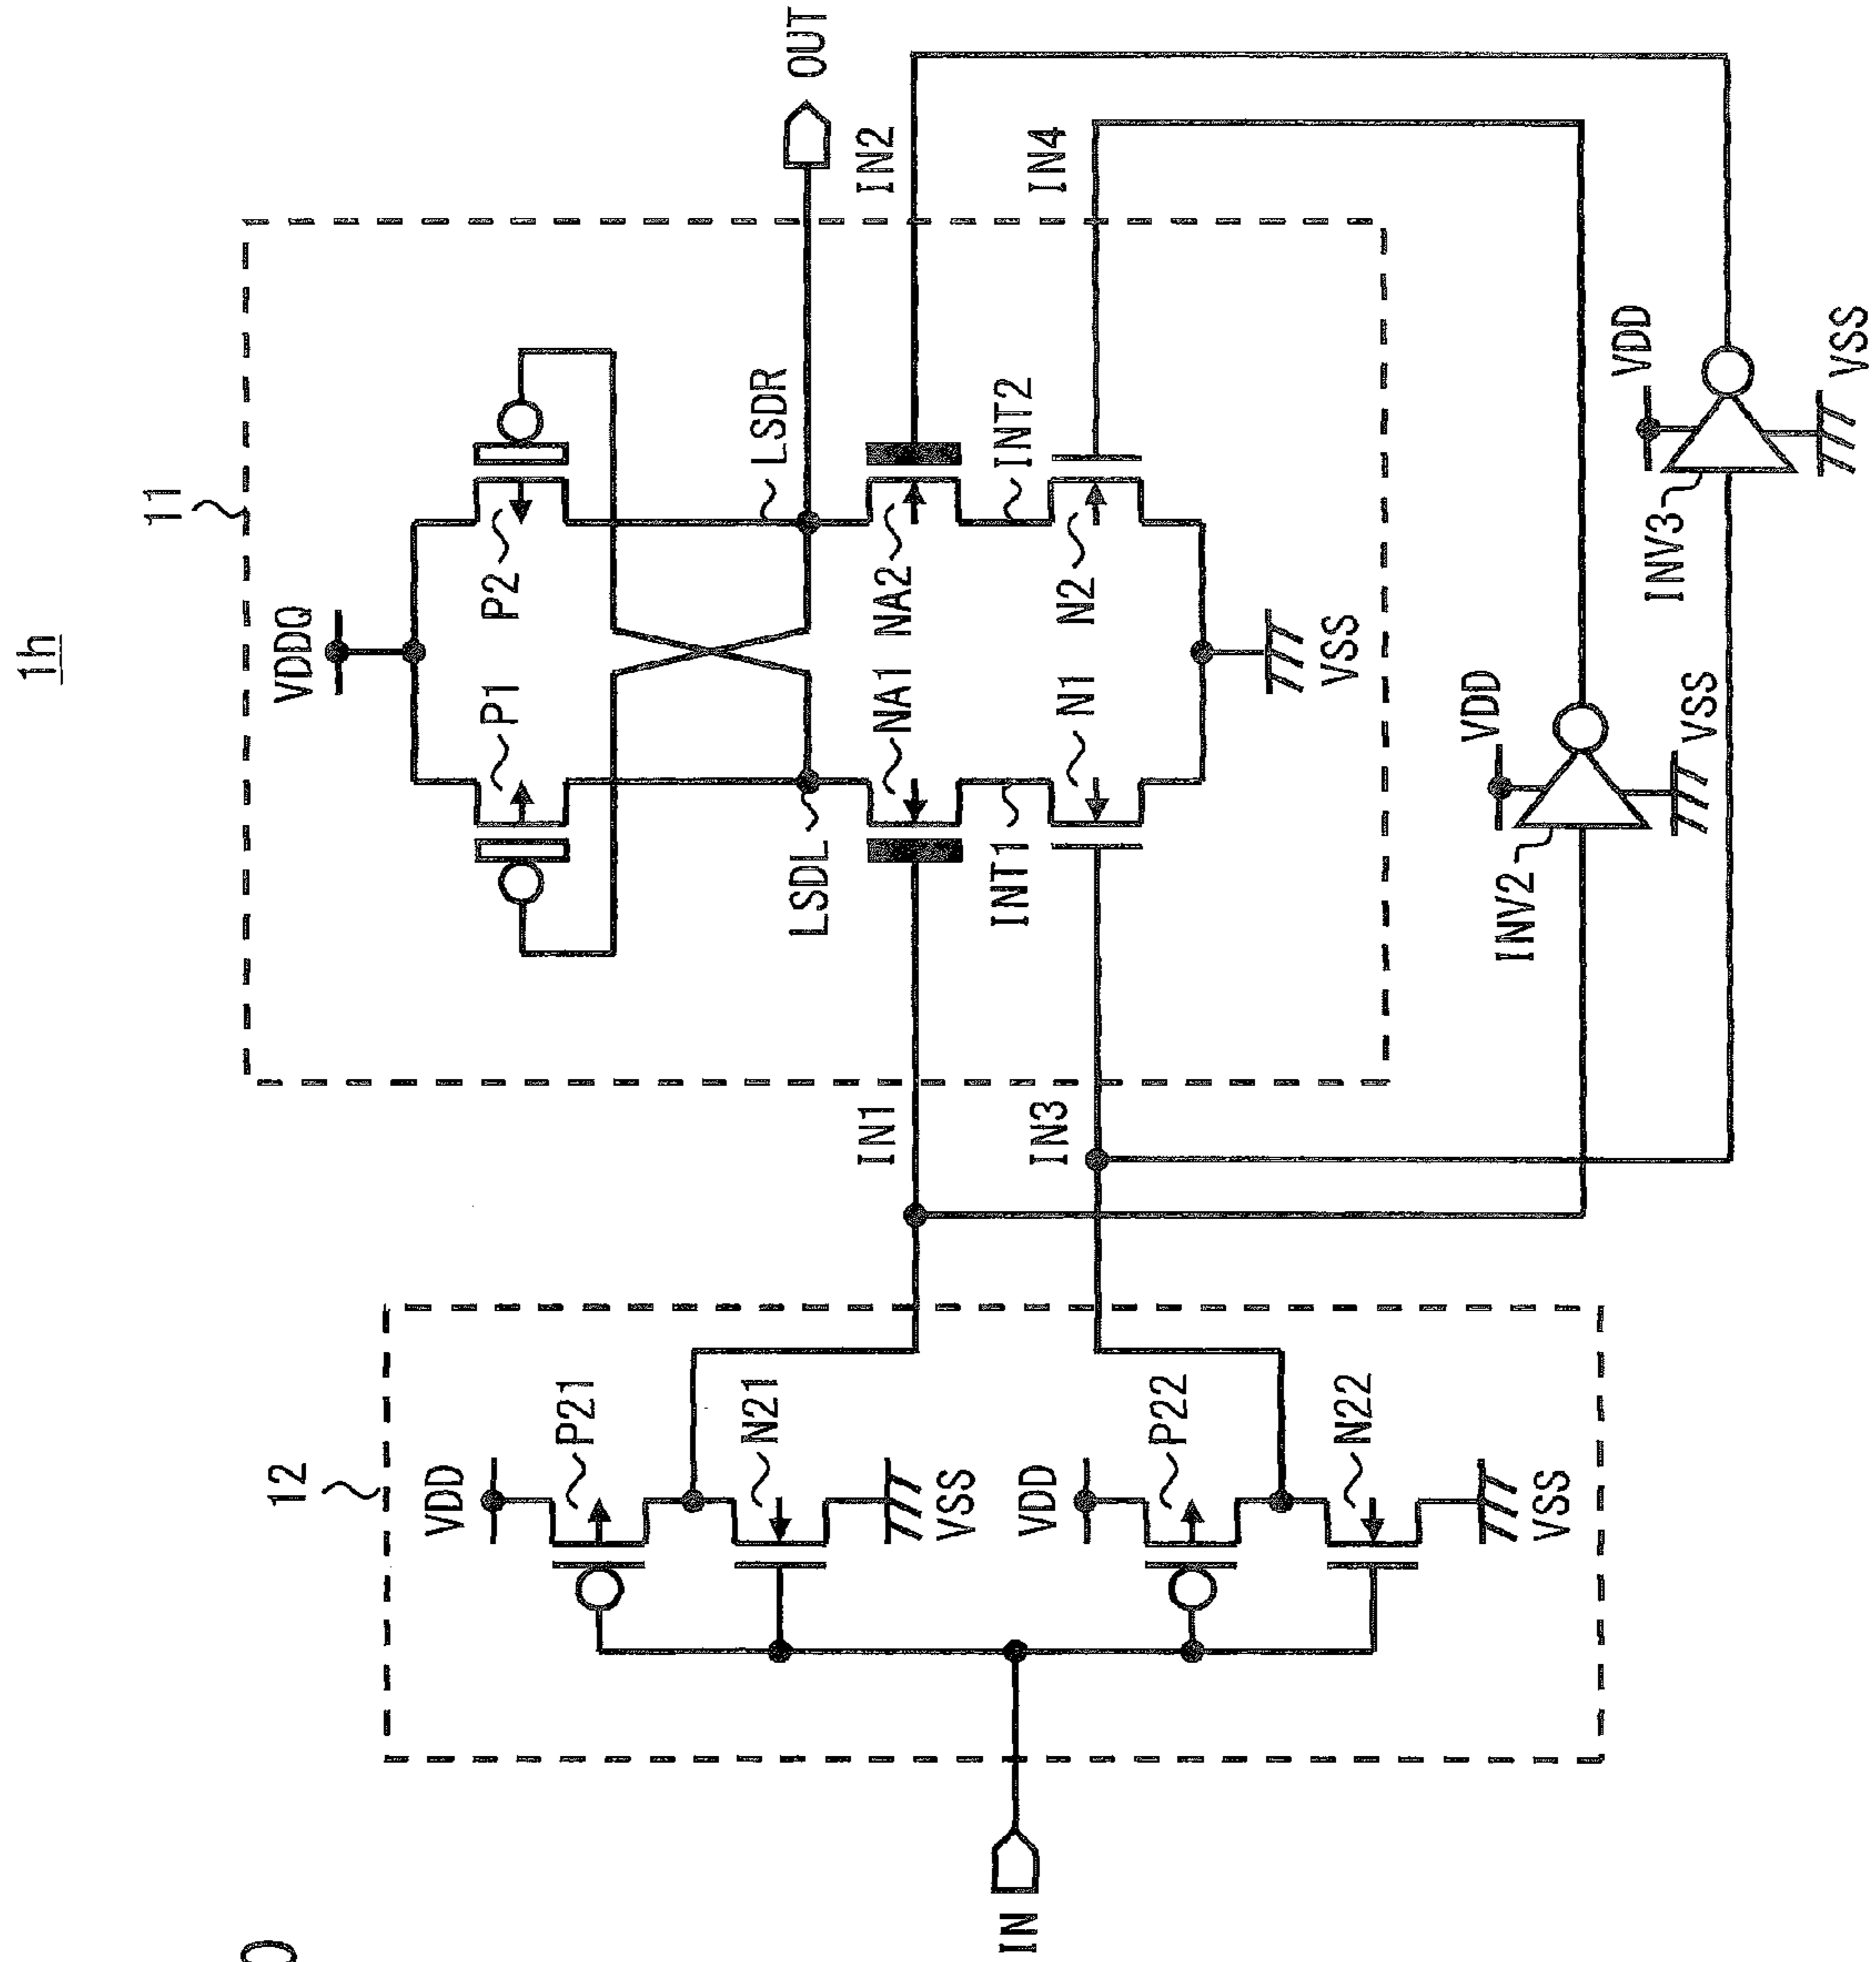 1h
11
VDDQ
P1
P2
LSDR
OUT
LSDL
NA1
NA2
IN2
INT1
INT2
N1
N2
IN4
VSS
IN1
IN3
INV2
VDD
VSS
INV3
VDD
VSS
12
VDD
P21
N21
VSS
VDD
P22
N22
VSS
IN